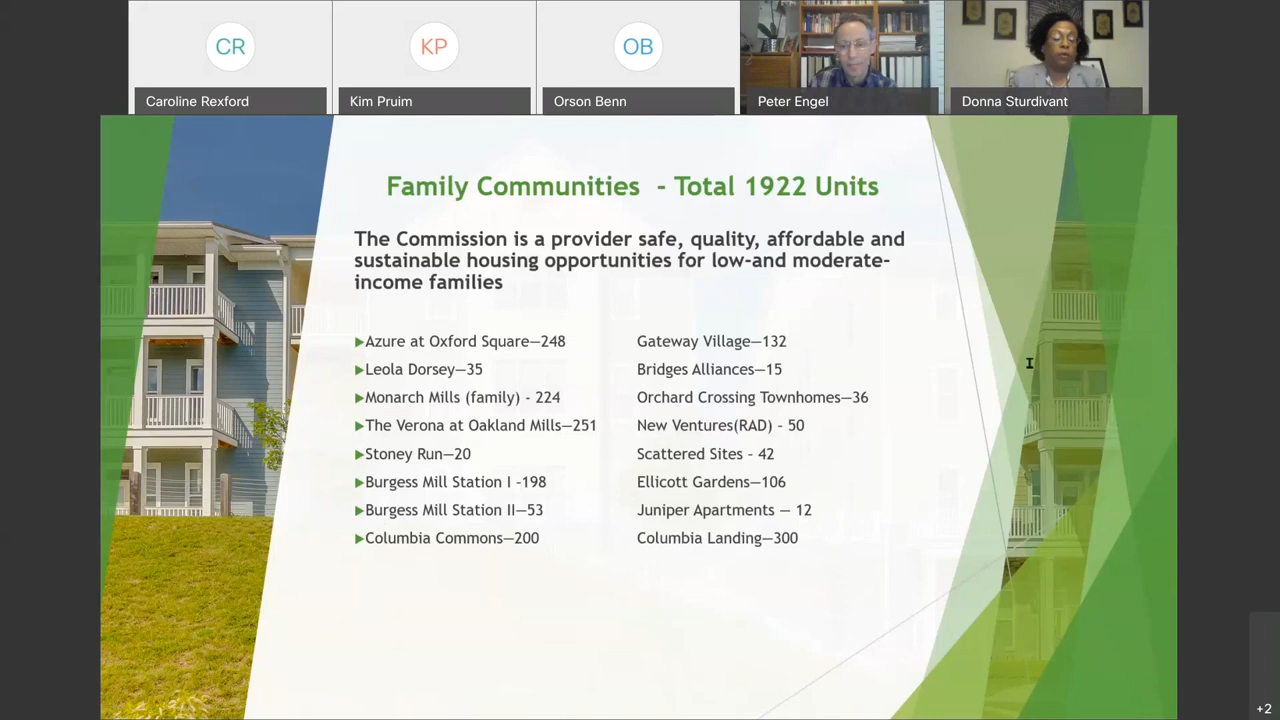 CR
KP
OB
Caroline Rexford
Kim Pruim
Orson Benn
Peter Engel
Donna Sturdivant
Family Communities  - Total 1922 Units
The Commission is a provider safe, quality, affordable and
sustainable housing opportunities for low-and moderate-
income families
Azure at Oxford Square—248
Leola Dorsey—35
Monarch Mills (family) - 224
The Verona at Oakland Mills—251
Stoney Run—20
Burgess Mill Station I -198
Burgess Mill Station II—53
Columbia Commons—200
Gateway Village—132
Bridges Alliances—15
Orchard Crossing Townhomes—36
New Ventures(RAD) - 50
Scattered Sites - 42
Ellicott Gardens—106
Juniper Apartments — 12
Columbia Landing—300
+2